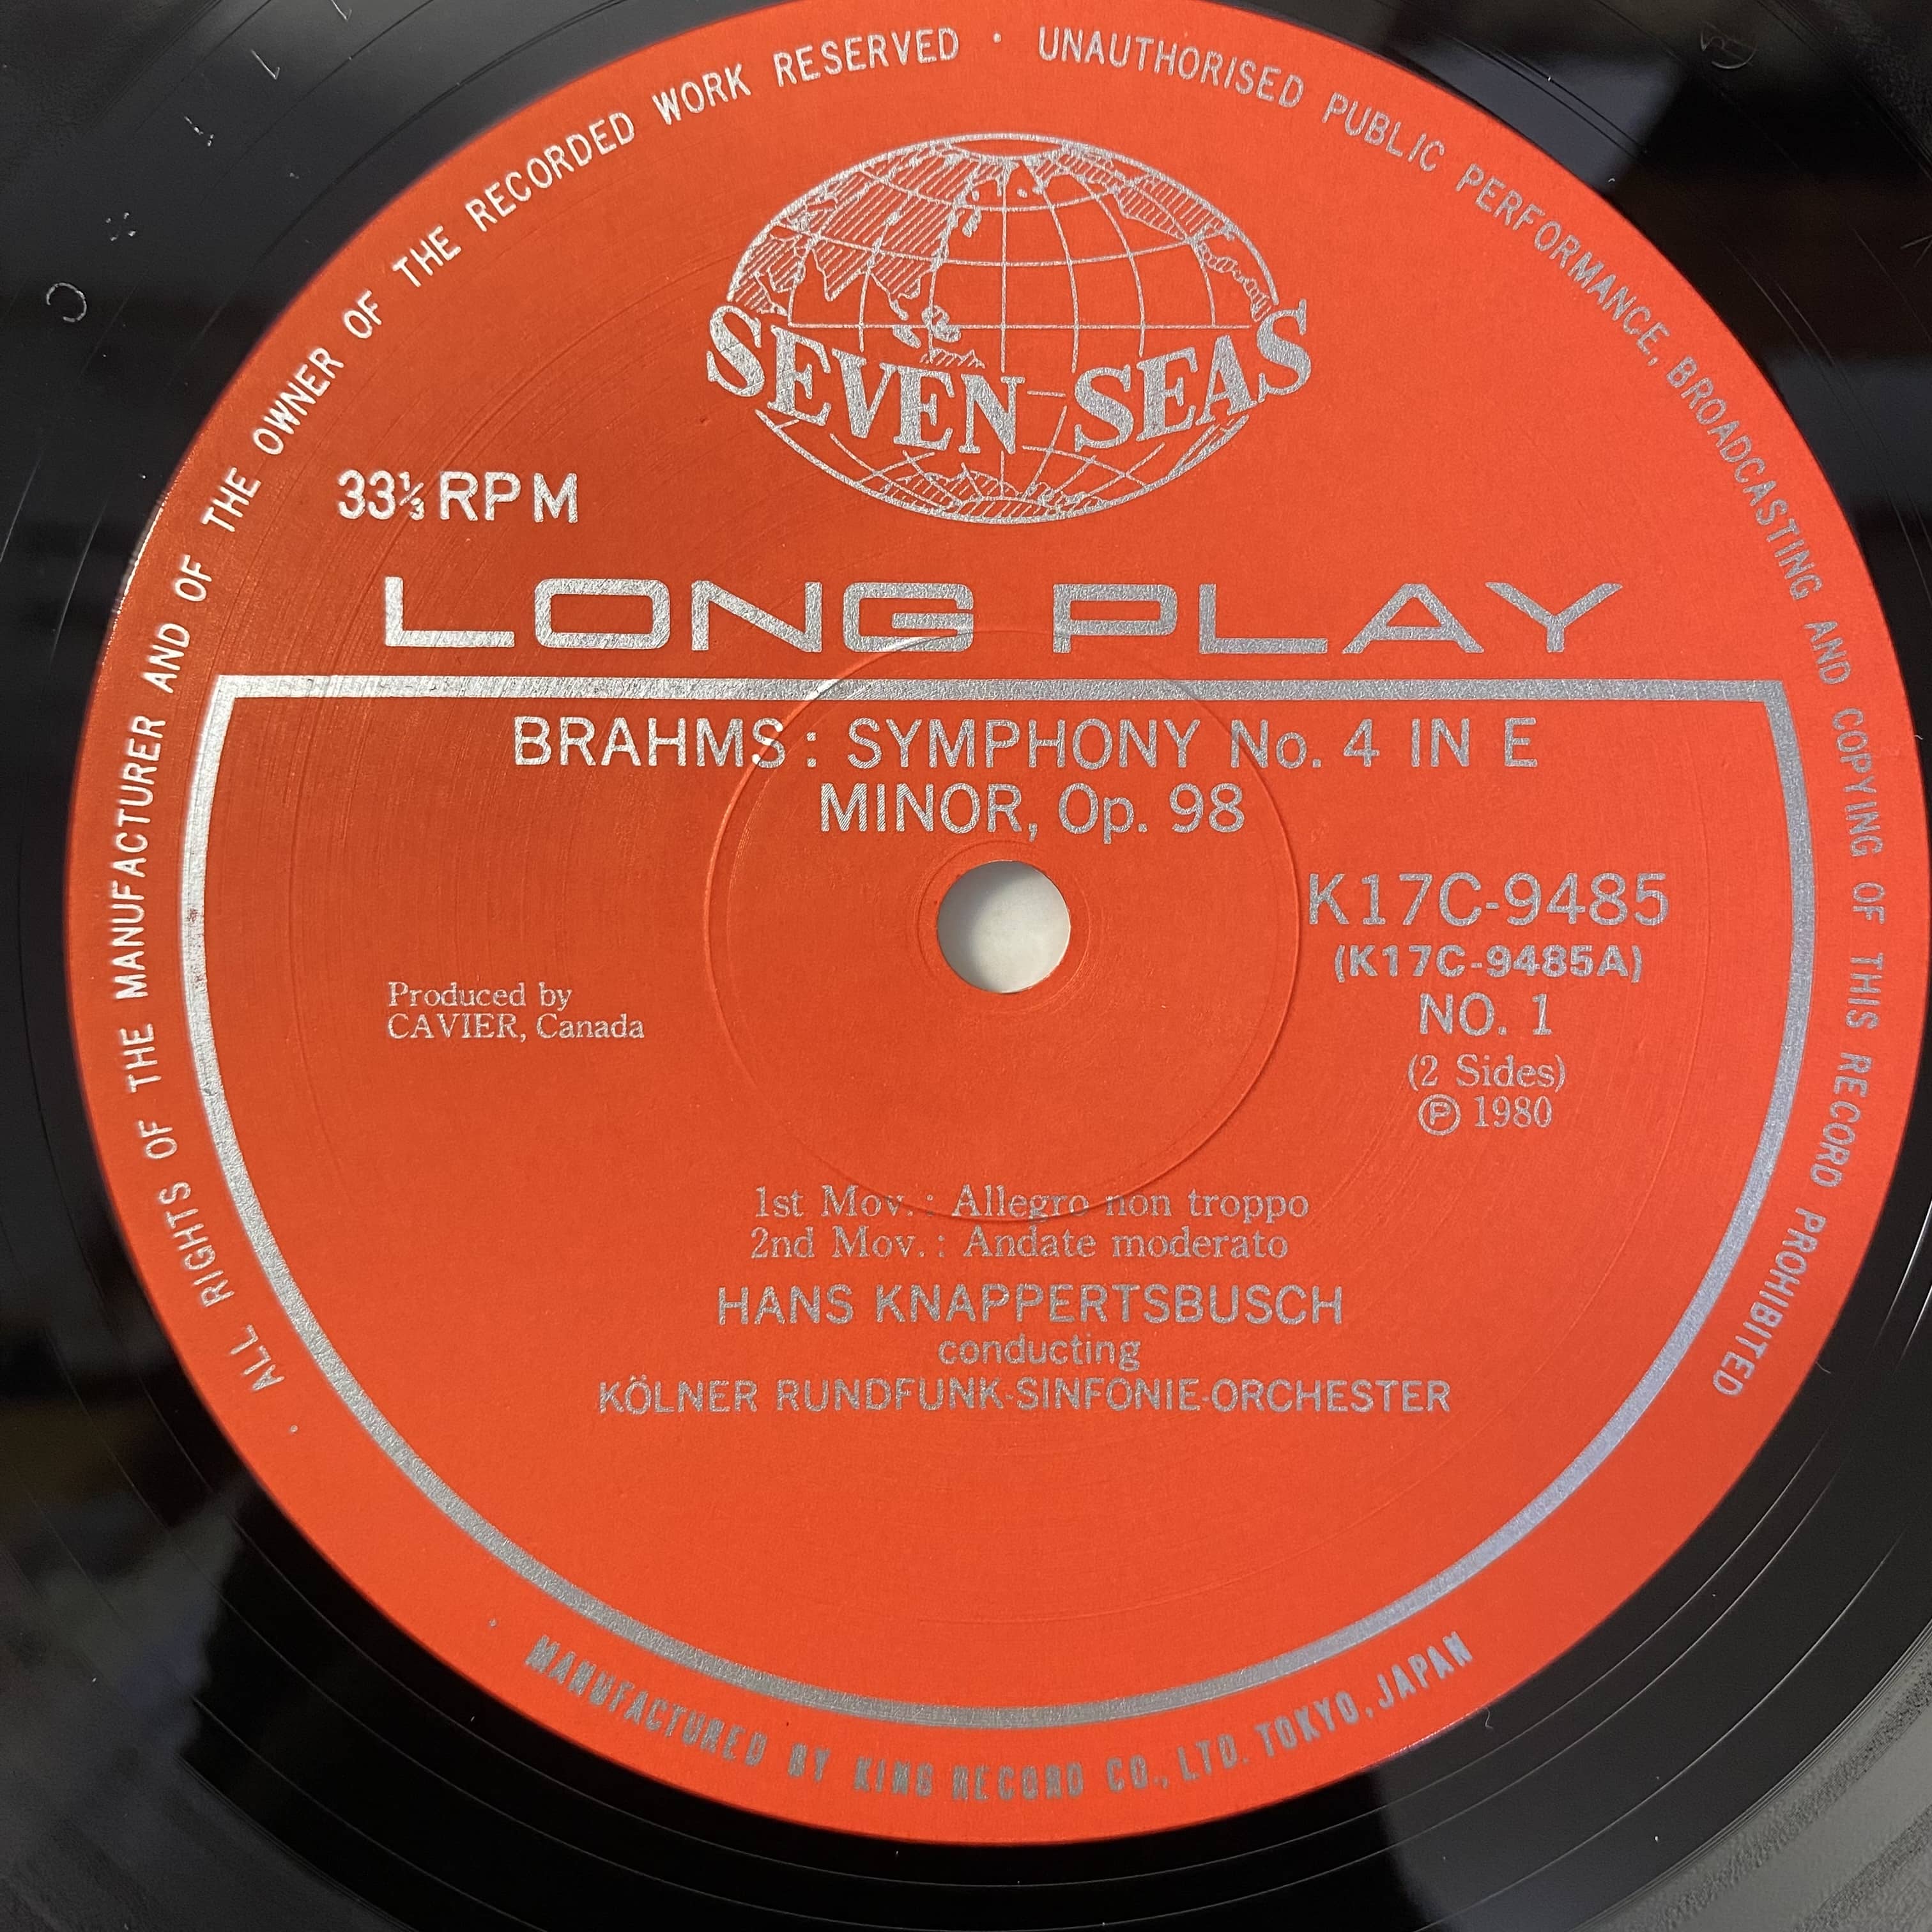 · ALL RIGHTS OF THE MANUFACTURER AND OF THE OWNER OF THE RECORDED WORK RESERVED · UNAUTHORISED PUBLIC PERFORMANCE, BROADCASTING AND COPYING OF THIS RECORD PROHIBITED
SEVEN SEAS
33⅓ RPM
LONG PLAY
BRAHMS : SYMPHONY No. 4 IN E
MINOR, Op. 98
K17C-9485
(K17C-9485A)
NO. 1
(2 Sides)
Ⓟ 1980
Produced by
CAVIER, Canada
1st Mov. : Allegro non troppo
2nd Mov. : Andate moderato
HANS KNAPPERTSBUSCH
conducting
KÖLNER RUNDFUNK-SINFONIE-ORCHESTER
· MANUFACTURED BY KING RECORD CO., LTD. TOKYO, JAPAN